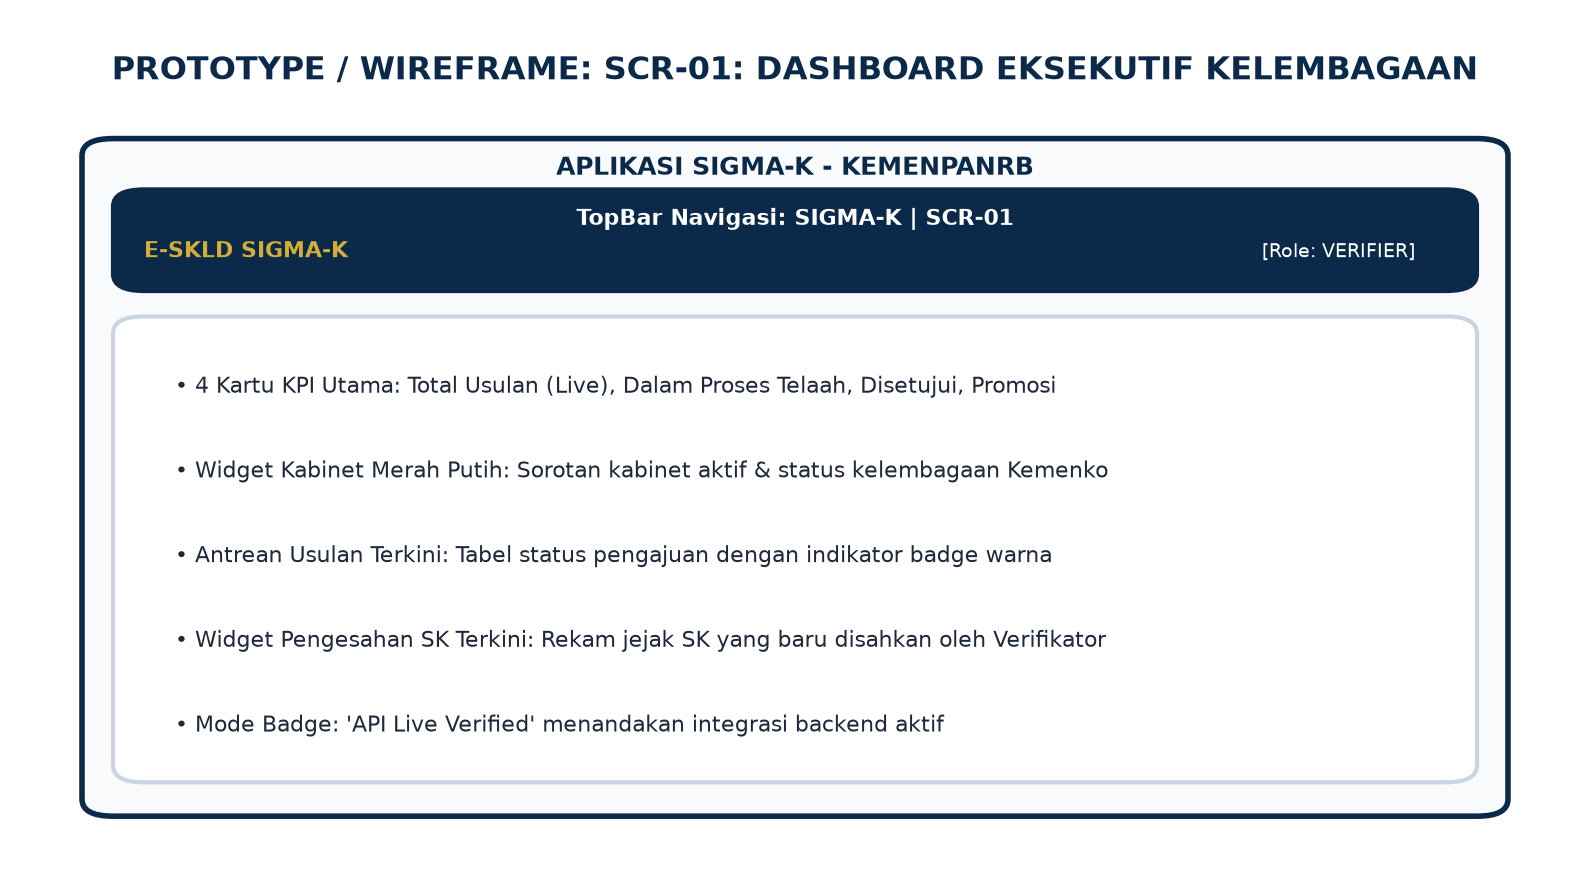 PROTOTYPE / WIREFRAME: SCR-01: DASHBOARD EKSEKUTIF KELEMBAGAAN
APLIKASI SIGMA-K - KEMENPANRB
TopBar Navigasi: SIGMA-K | SCR-01
E-SKLD SIGMA-K
[Role: VERIFIER]
• 4 Kartu KPI Utama: Total Usulan (Live), Dalam Proses Telaah, Disetujui, Promosi
• Widget Kabinet Merah Putih: Sorotan kabinet aktif & status kelembagaan Kemenko
• Antrean Usulan Terkini: Tabel status pengajuan dengan indikator badge warna
• Widget Pengesahan SK Terkini: Rekam jejak SK yang baru disahkan oleh Verifikator
• Mode Badge: 'API Live Verified' menandakan integrasi backend aktif